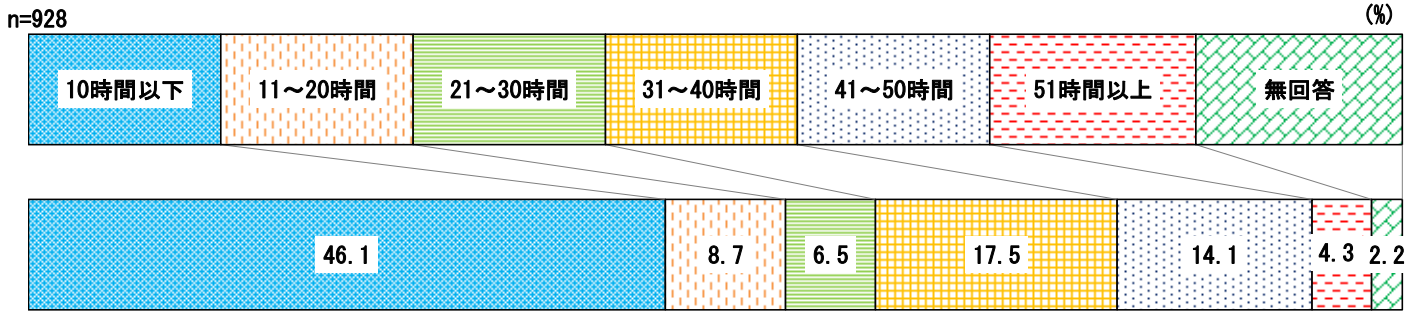 n=928
(%)
10時間以下 11～20時間 21～30時間 31～40時間 41～50時間 51時間以上 無回答
46.1 8.7 6.5 17.5 14.1 4.3 2.2